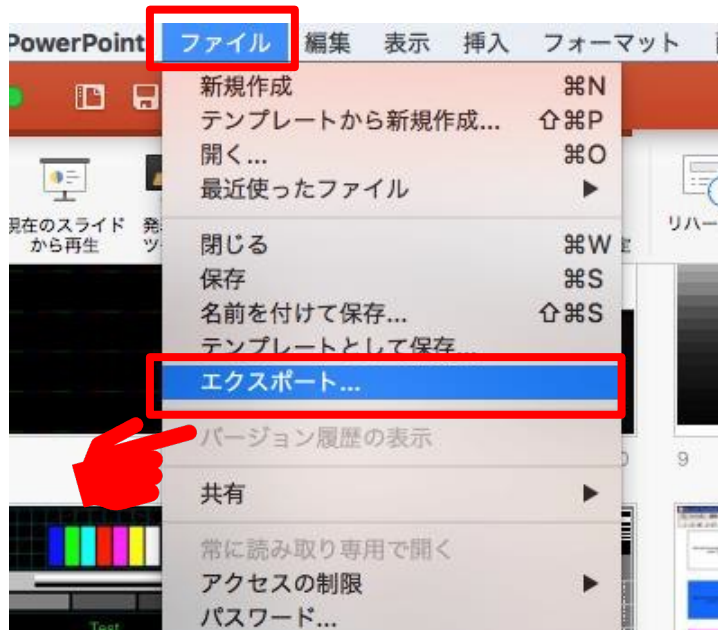 PowerPoint ファイル 編集 表示 挿入 フォーマット
新規作成 ⌘N
テンプレートから新規作成... ⇧⌘P
開く... ⌘O
最近使ったファイル ▶
現在のスライド
から再生
閉じる ⌘W
保存 ⌘S
名前を付けて保存... ⇧⌘S
テンプレートとして保存...
エクスポート...
バージョン履歴の表示
9
共有 ▶
常に読み取り専用で開く
アクセスの制限 ▶
パスワード...
Test